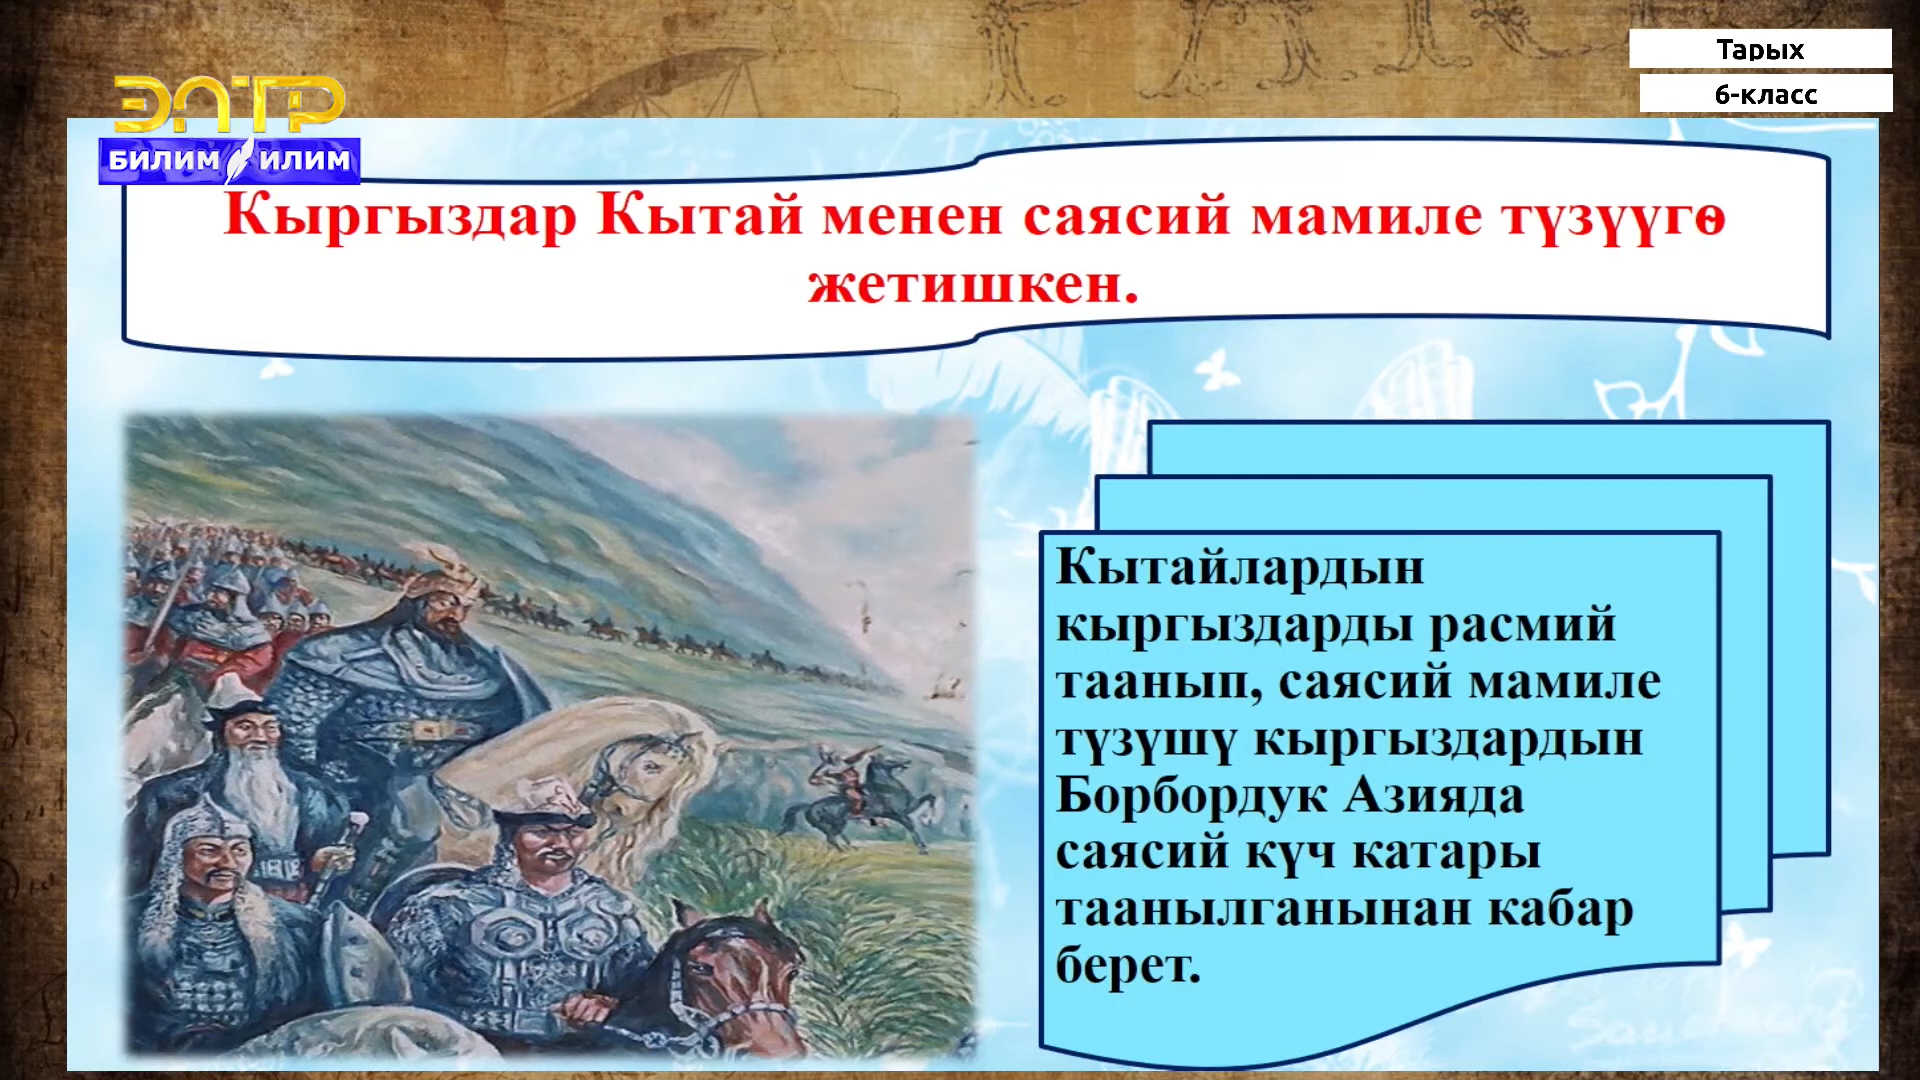 Тарых
6-класс
ЭЛТР
БИЛИМ ИЛИМ
Кыргыздар Кытай менен саясий мамиле түзүүгө
жетишкен.
Кытайлардын
кыргыздарды расмий
таанып, саясий мамиле
түзүшү кыргыздардын
Борбордук Азияда
саясий күч катары
таанылганынан кабар
берет.